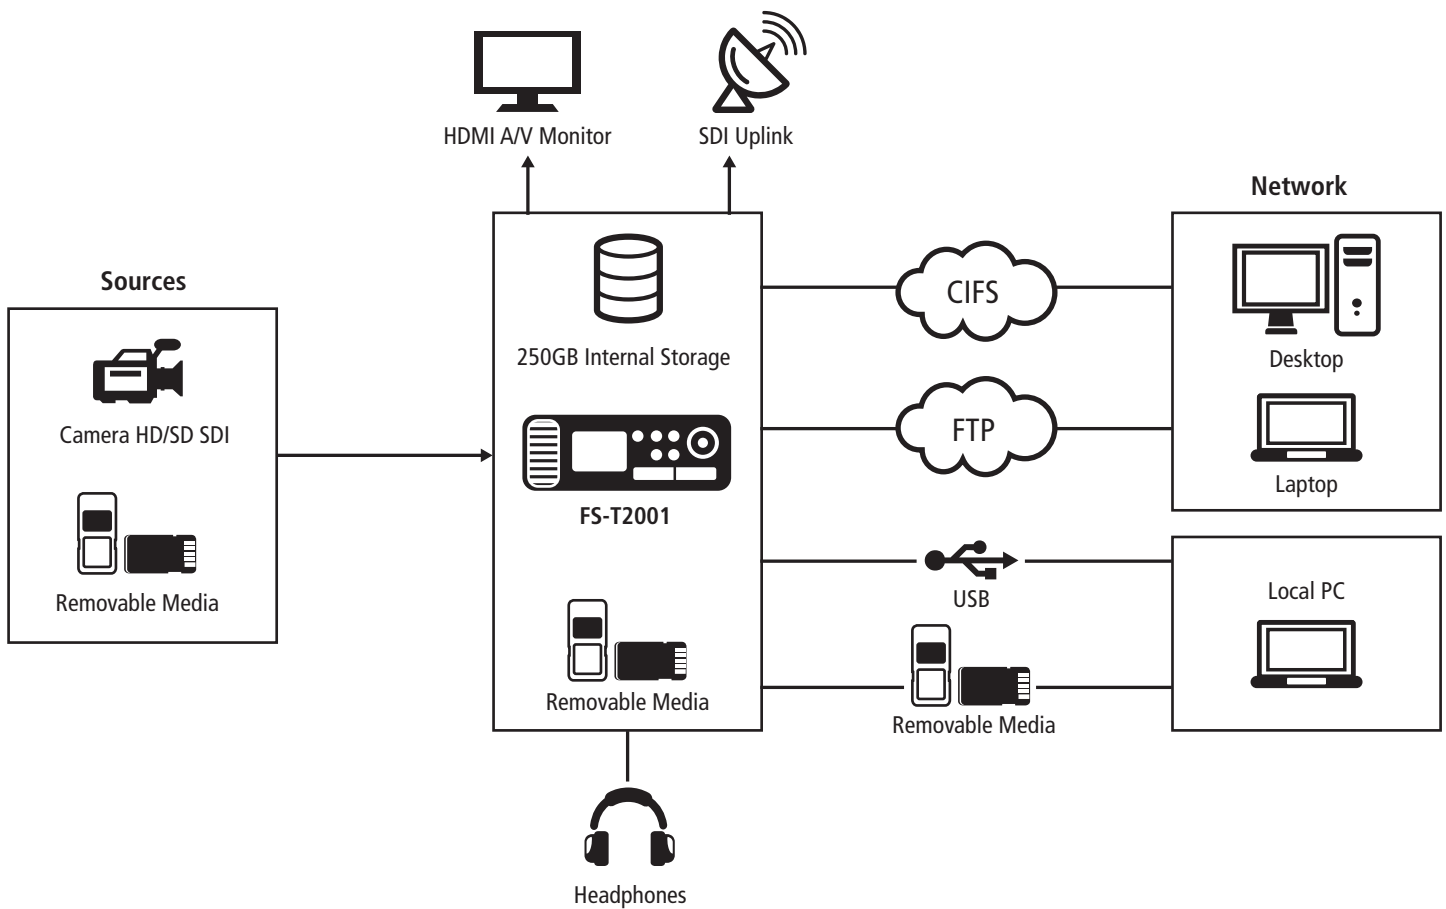 HDMI A/V Monitor
SDI Uplink
Sources
Camera HD/SD SDI
Removable Media
250GB Internal Storage
FS-T2001
Removable Media
Headphones
CIFS
FTP
USB
Removable Media
Network
Desktop
Laptop
Local PC